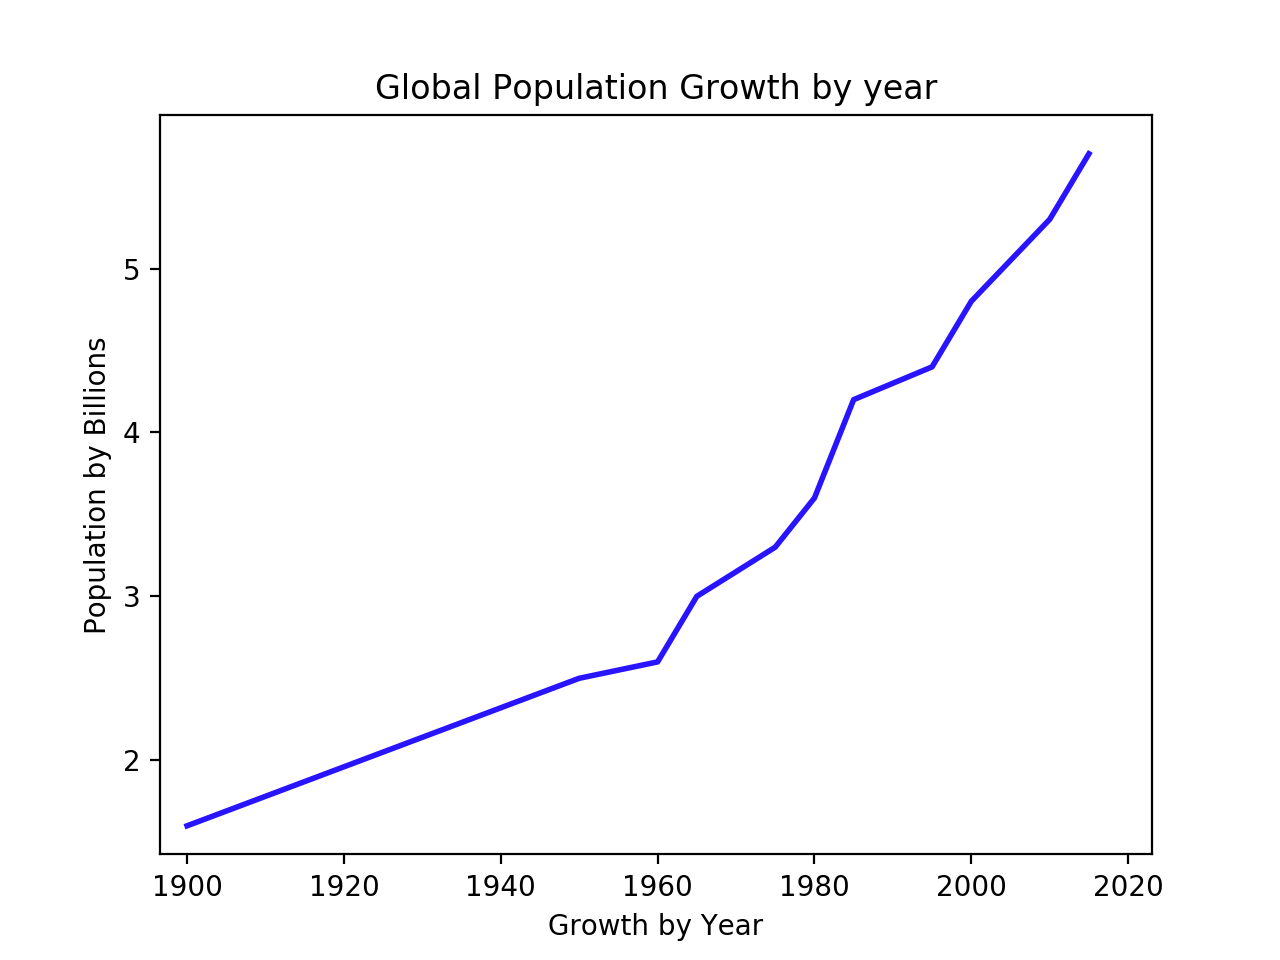 Global Population Growth by year
Population by Billions
5
4
3
2
1900 1920 1940 1960 1980 2000 2020
Growth by Year